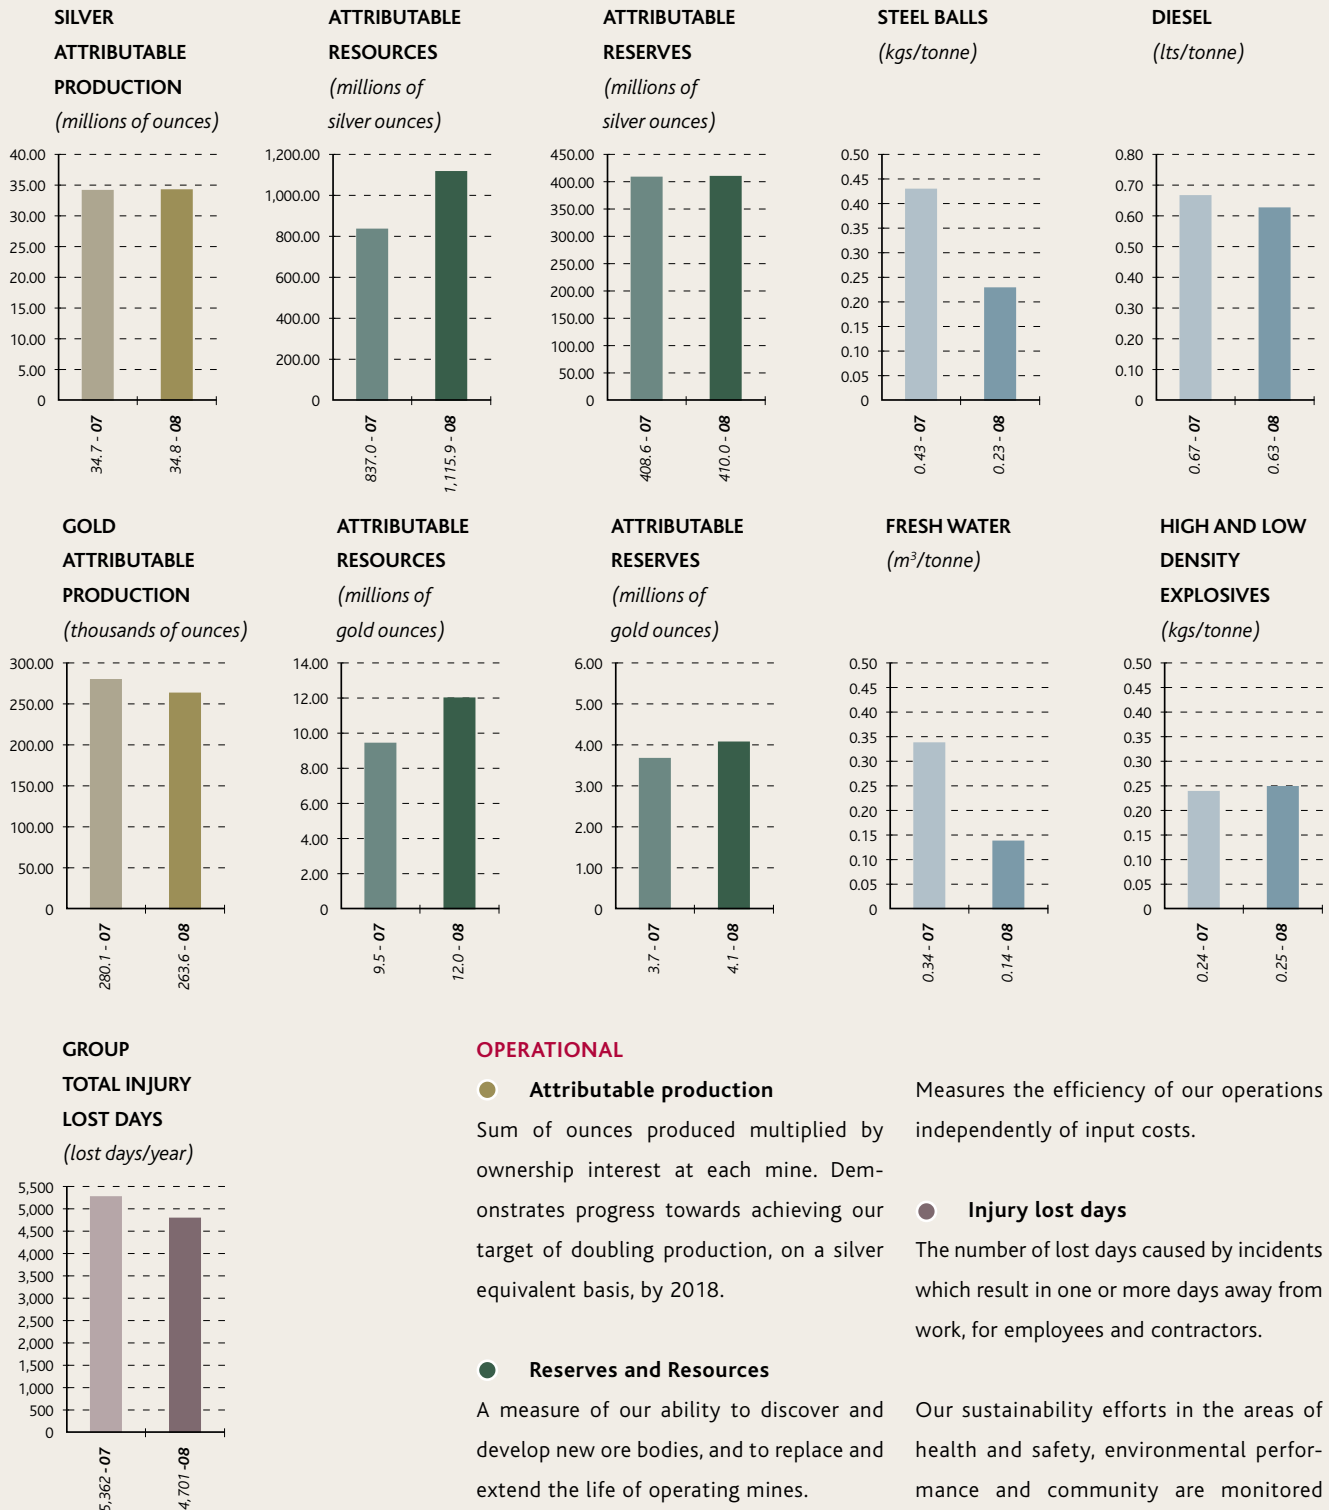 SILVER
ATTRIBUTABLE
PRODUCTION
(millions of ounces)
40.00
35.00
30.00
25.00
20.00
15.00
10.00
5.00
0
34.7 - 07
34.8 - 08
ATTRIBUTABLE
RESOURCES
(millions of
silver ounces)
1,200.00
1,000.00
800.00
600.00
400.00
200.00
0
837.0 - 07
1,115.9 - 08
ATTRIBUTABLE
RESERVES
(millions of
silver ounces)
450.00
400.00
350.00
300.00
250.00
200.00
150.00
100.00
50.00
0
408.6 - 07
410.0 - 08
STEEL BALLS
(kgs/tonne)
0.50
0.45
0.40
0.35
0.30
0.25
0.20
0.15
0.10
0.05
0
0.43 - 07
0.23 - 08
DIESEL
(lts/tonne)
0.80
0.70
0.60
0.50
0.40
0.30
0.20
0.10
0
0.67 - 07
0.63 - 08
GOLD
ATTRIBUTABLE
PRODUCTION
(thousands of ounces)
300.00
250.00
200.00
150.00
100.00
50.00
0
280.1 - 07
263.6 - 08
ATTRIBUTABLE
RESOURCES
(millions of
gold ounces)
14.00
12.00
10.00
8.00
6.00
4.00
2.00
0
9.5 - 07
12.0 - 08
ATTRIBUTABLE
RESERVES
(millions of
gold ounces)
6.00
5.00
4.00
3.00
2.00
1.00
0
3.7 - 07
4.1 - 08
FRESH WATER
(m³/tonne)
0.50
0.45
0.40
0.35
0.30
0.25
0.20
0.15
0.10
0.05
0
0.34 - 07
0.14 - 08
HIGH AND LOW
DENSITY
EXPLOSIVES
(kgs/tonne)
0.50
0.45
0.40
0.35
0.30
0.25
0.20
0.15
0.10
0.05
0
0.24 - 07
0.25 - 08
GROUP
TOTAL INJURY
LOST DAYS
(lost days/year)
5,500
5,000
4,500
4,000
3,500
3,000
2,500
2,000
1,500
1,000
500
0
5,362 - 07
4,701 -08
OPERATIONAL
Attributable production
Sum of ounces produced multiplied by
ownership interest at each mine. Dem-
onstrates progress towards achieving our
target of doubling production, on a silver
equivalent basis, by 2018.
Reserves and Resources
A measure of our ability to discover and
develop new ore bodies, and to replace and
extend the life of operating mines.
Measures the efficiency of our operations
independently of input costs.
Injury lost days
The number of lost days caused by incidents
which result in one or more days away from
work, for employees and contractors.
Our sustainability efforts in the areas of
health and safety, environmental perfor-
mance and community are monitored